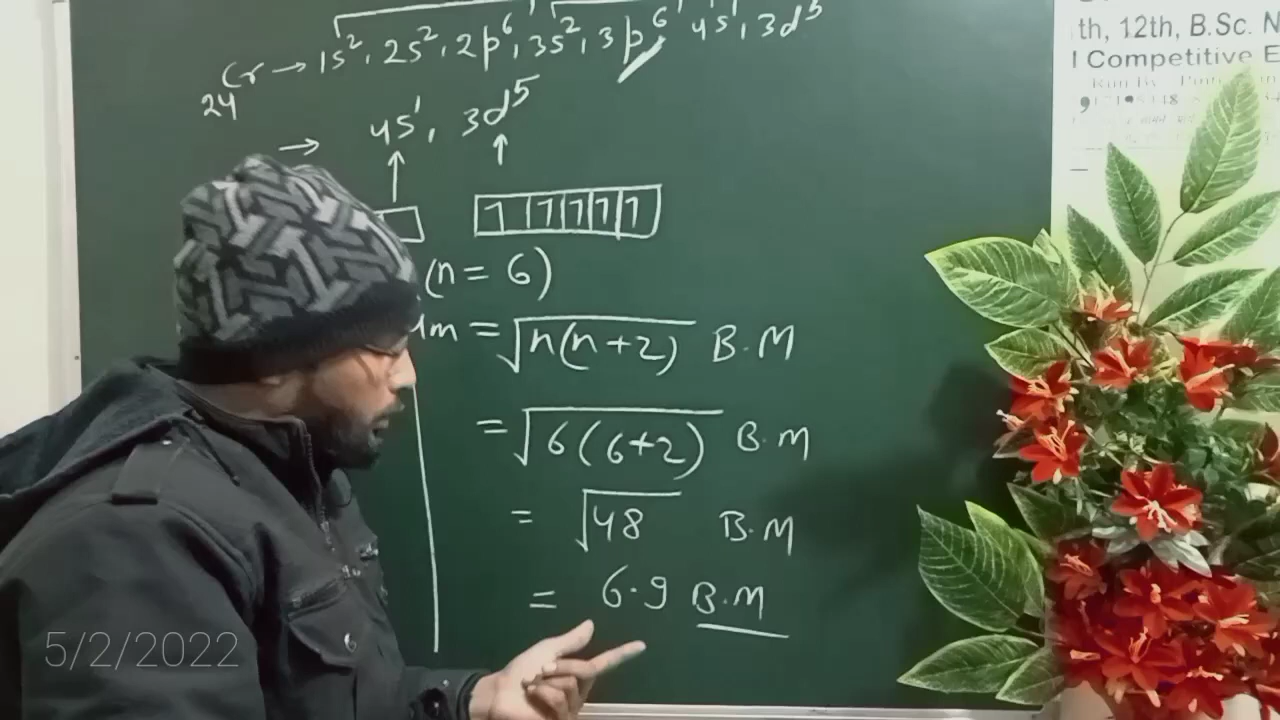 24Cr → 1s², 2s², 2p⁶, 3s², 3p⁶, 4s¹, 3d⁵
→ 4s¹, 3d⁵
↑ ↑
1 1 1 1 1
(n = 6)
μm = √n(n+2) B.M
= √6(6+2) B.M
= √48 B.M
= 6.9 B.M
th, 12th, B.Sc. N
l Competitive E
5/2/2022